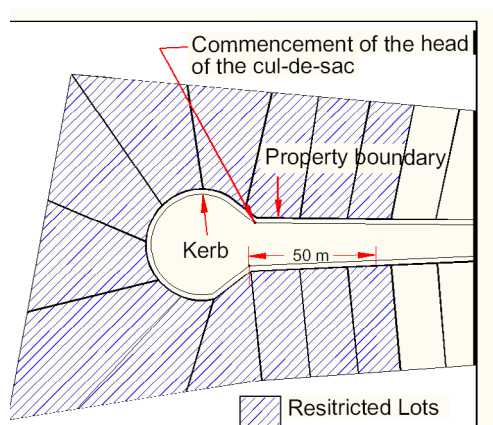 Commencement of the head
of the cul-de-sac
Property boundary
Kerb
50 m
Resitricted Lots